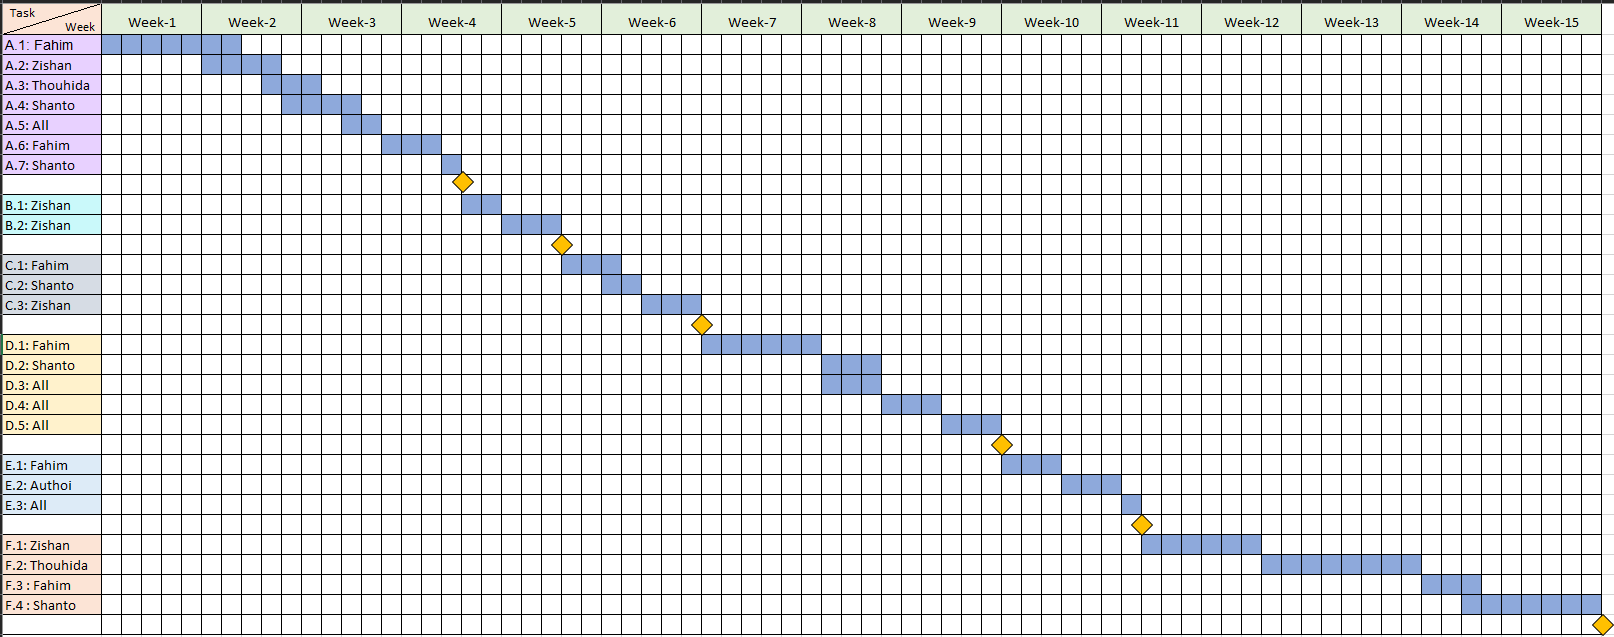 Task
Week
Week-1 Week-2 Week-3 Week-4 Week-5 Week-6 Week-7 Week-8 Week-9 Week-10 Week-11 Week-12 Week-13 Week-14 Week-15
A.1: Fahim
A.2: Zishan
A.3: Thouhida
A.4: Shanto
A.5: All
A.6: Fahim
A.7: Shanto
B.1: Zishan
B.2: Zishan
C.1: Fahim
C.2: Shanto
C.3: Zishan
D.1: Fahim
D.2: Shanto
D.3: All
D.4: All
D.5: All
E.1: Fahim
E.2: Authoi
E.3: All
F.1: Zishan
F.2: Thouhida
F.3 : Fahim
F.4 : Shanto